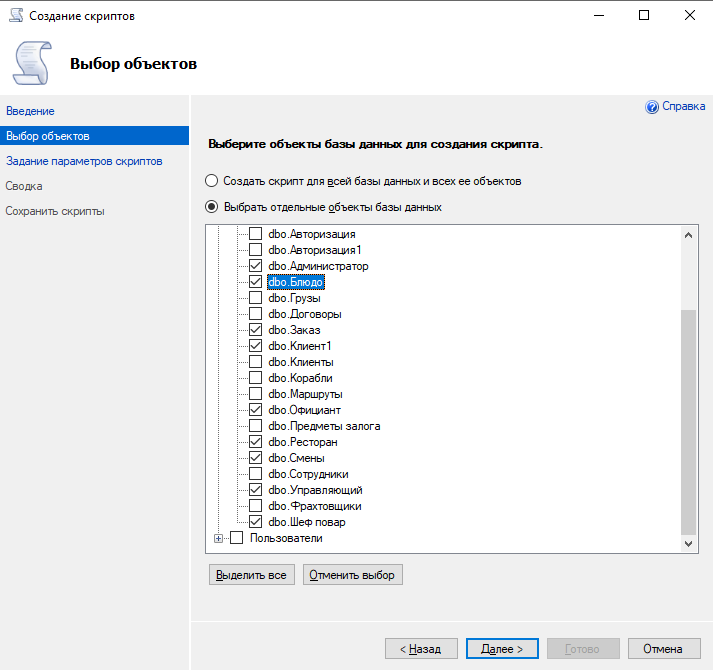 Создание скриптов
Выбор объектов
Введение
Выбор объектов
Задание параметров скриптов
Сводка
Сохранить скрипты
Справка
Выберите объекты базы данных для создания скрипта.
Создать скрипт для всей базы данных и всех ее объектов
Выбрать отдельные объекты базы данных
dbo.Авторизация
dbo.Авторизация1
dbo.Администратор
dbo.Блюдо
dbo.Грузы
dbo.Договоры
dbo.Заказ
dbo.Клиент1
dbo.Клиенты
dbo.Корабли
dbo.Маршруты
dbo.Официант
dbo.Предметы залога
dbo.Ресторан
dbo.Смены
dbo.Сотрудники
dbo.Управляющий
dbo.Фрахтовщики
dbo.Шеф повар
Пользователи
Выделить все
Отменить выбор
< Назад
Далее >
Готово
Отмена